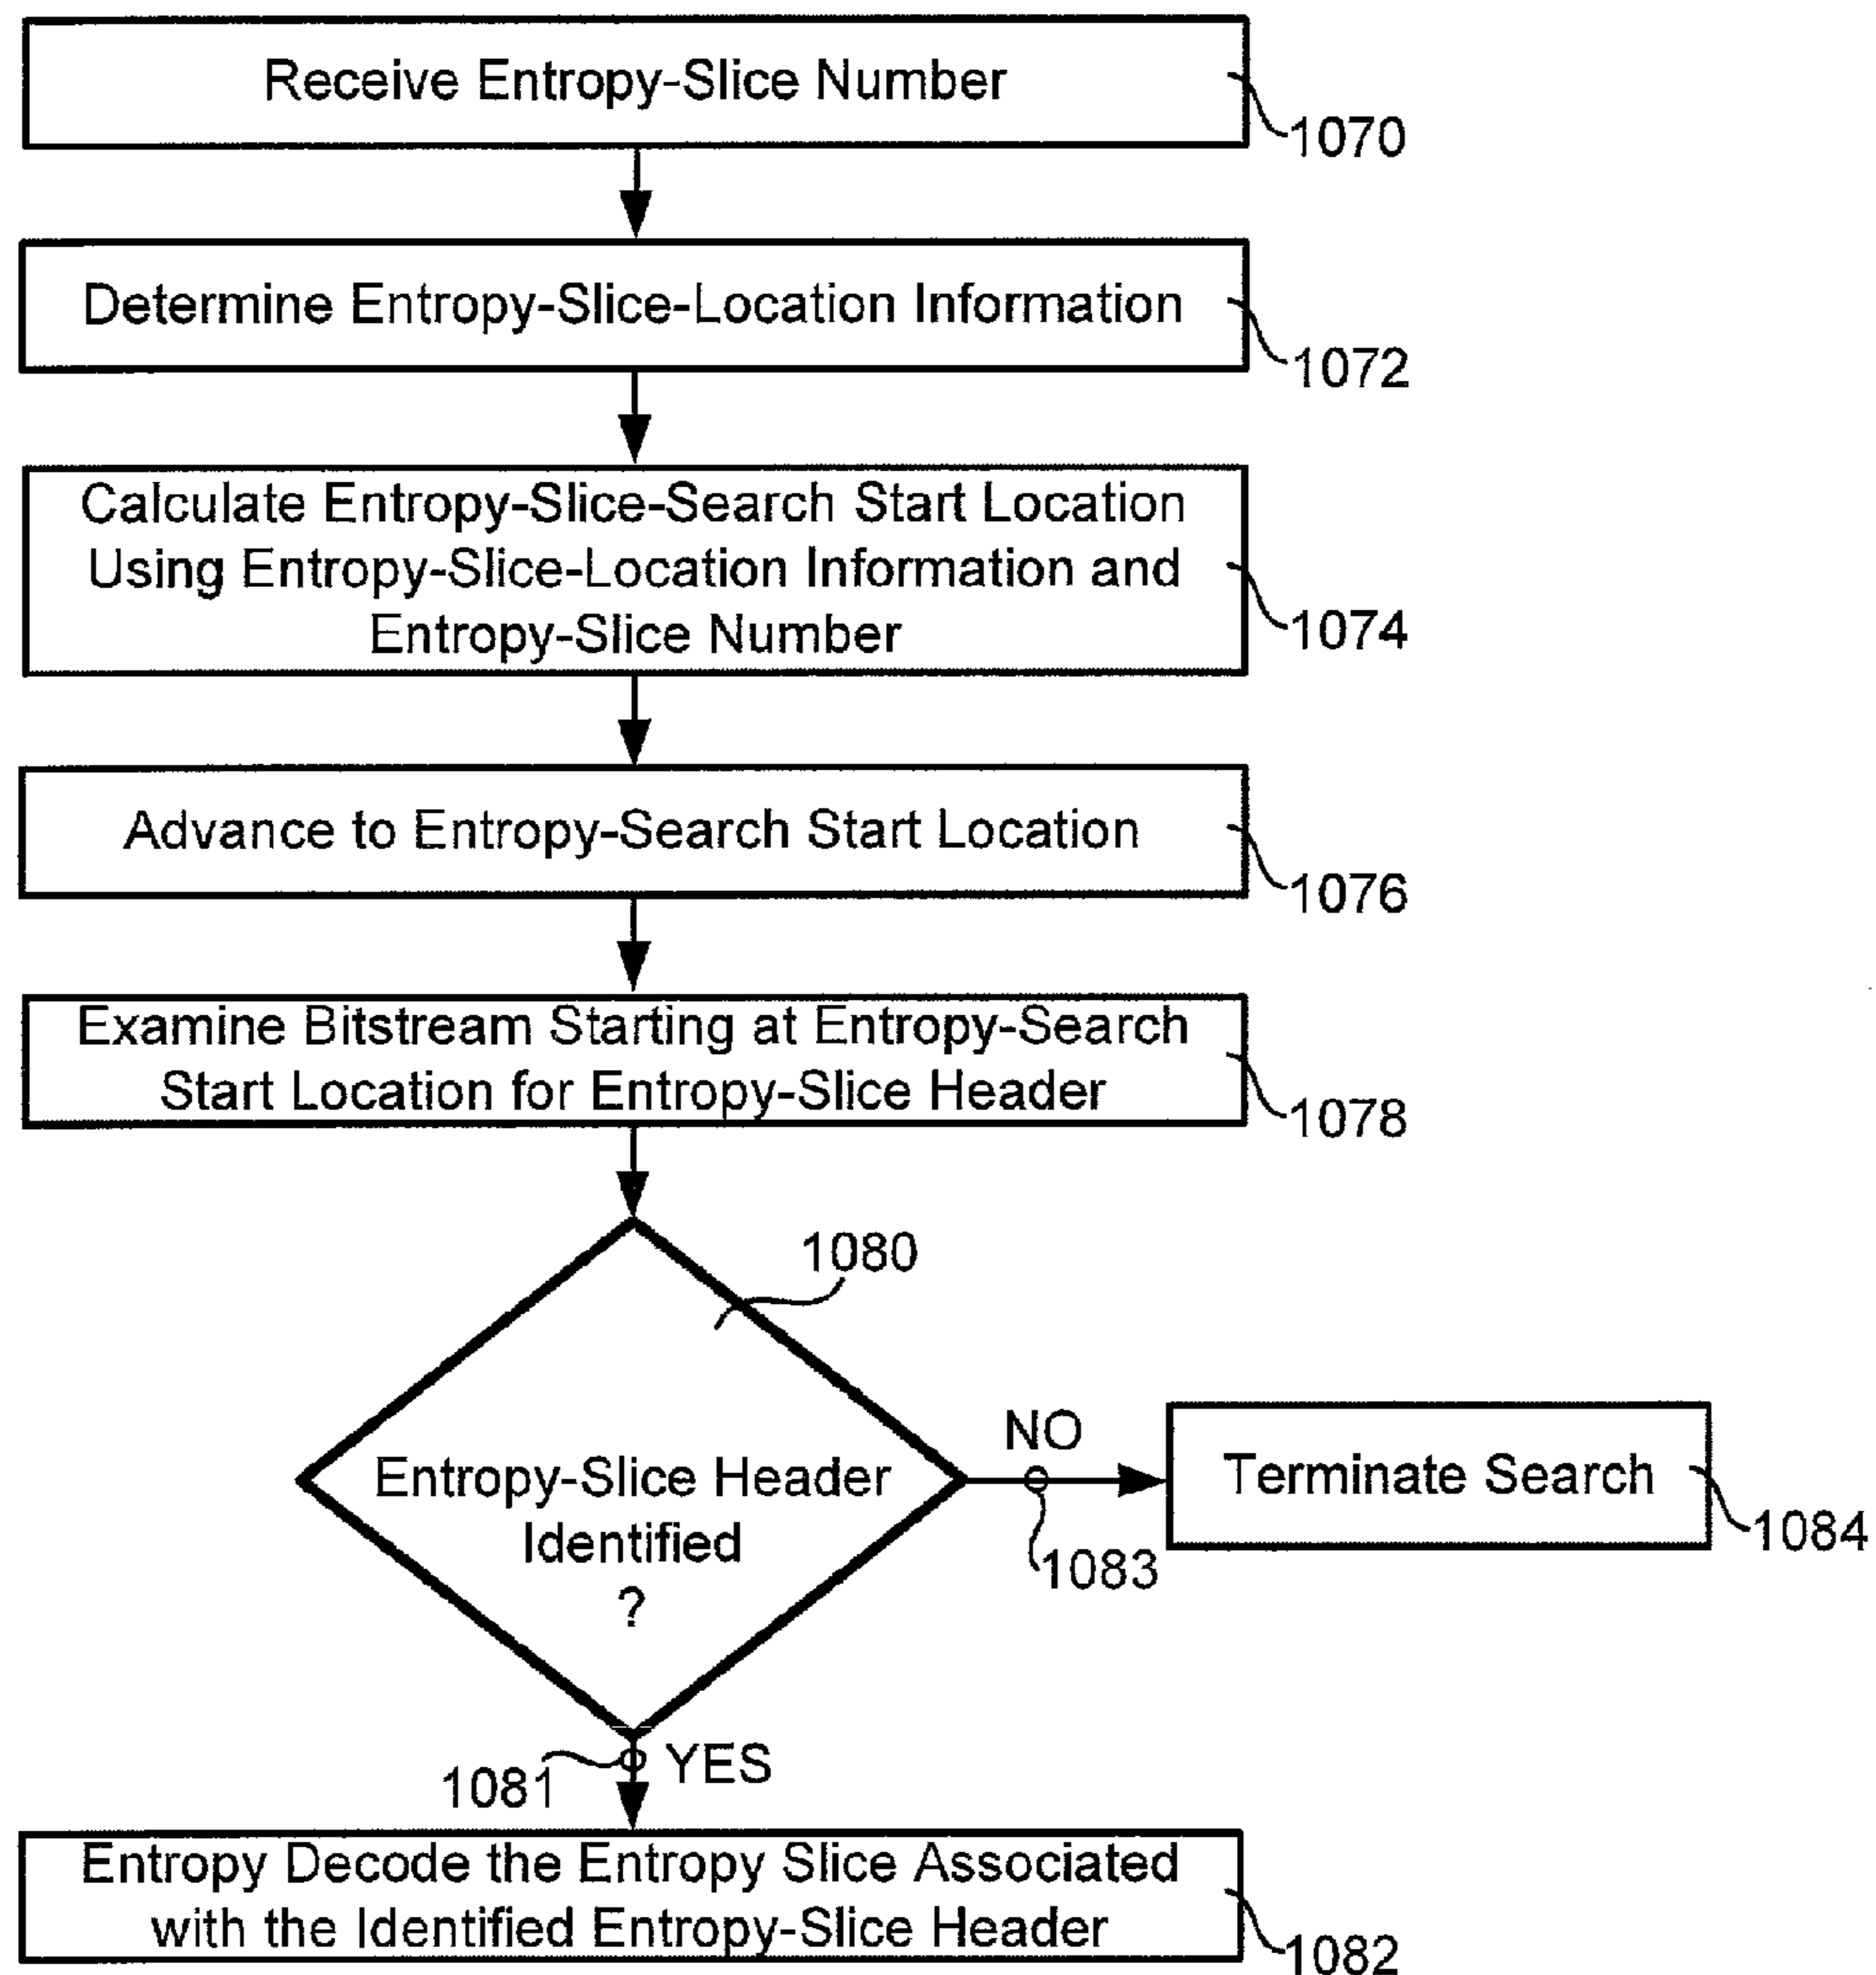 Receive Entropy-Slice Number
1070
Determine Entropy-Slice-Location Information
1072
Calculate Entropy-Slice-Search Start Location
Using Entropy-Slice-Location Information and
Entropy-Slice Number
1074
Advance to Entropy-Search Start Location
1076
Examine Bitstream Starting at Entropy-Search
Start Location for Entropy-Slice Header
1078
1080
Entropy-Slice Header
Identified
?
NO
1083
Terminate Search
1084
1081
YES
Entropy Decode the Entropy Slice Associated
with the Identified Entropy-Slice Header
1082